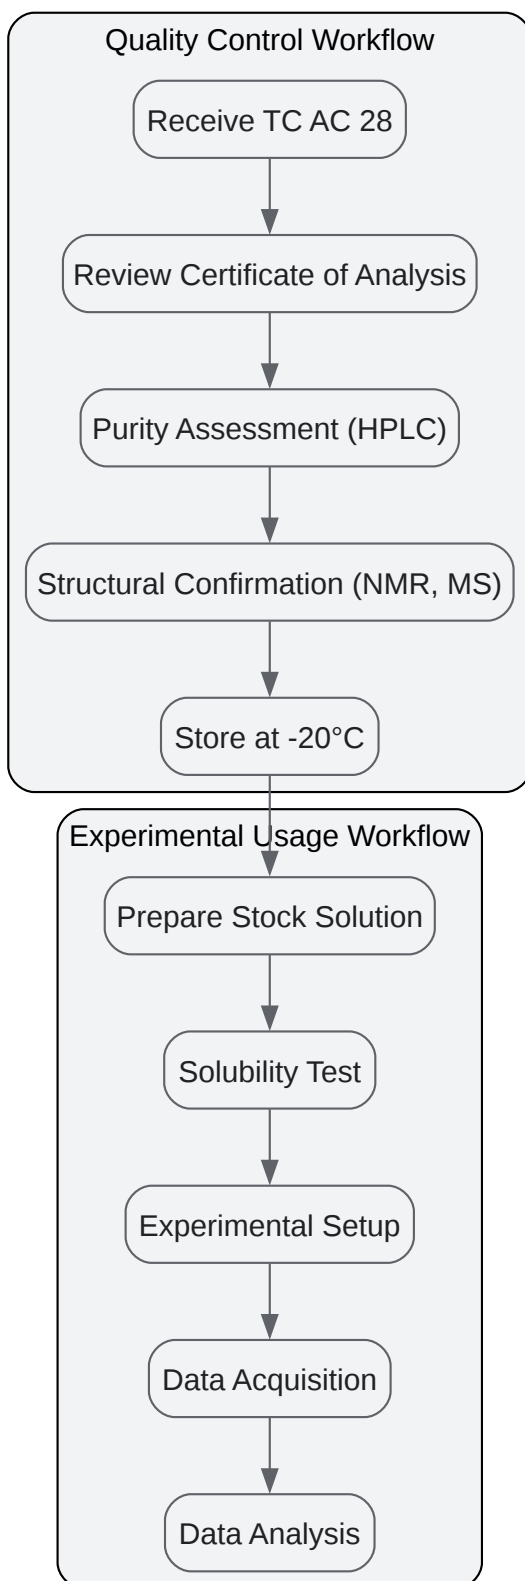 Quality Control Workflow
Receive TC AC 28
Review Certificate of Analysis
Purity Assessment (HPLC)
Structural Confirmation (NMR, MS)
Store at -20°C
Experimental Usage Workflow
Prepare Stock Solution
Solubility Test
Experimental Setup
Data Acquisition
Data Analysis